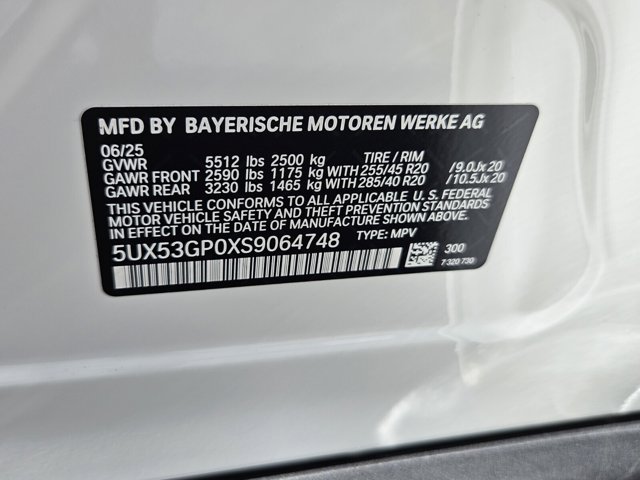 MFD BY BAYERISCHE MOTOREN WERKE AG
06/25
GVWR 5512 lbs 2500 kg TIRE / RIM
GAWR FRONT 2590 lbs 1175 kg WITH 255/45 R20 / 9.0Jx 20
GAWR REAR 3230 lbs 1465 kg WITH 285/40 R20 / 10.5Jx 20
THIS VEHICLE CONFORMS TO ALL APPLICABLE U.S. FEDERAL
MOTOR VEHICLE SAFETY AND THEFT PREVENTION STANDARDS
IN EFFECT ON THE DATE OF MANUFACTURE SHOWN ABOVE.
5UX53GP0XS9064748 TYPE: MPV
300
7 320 730